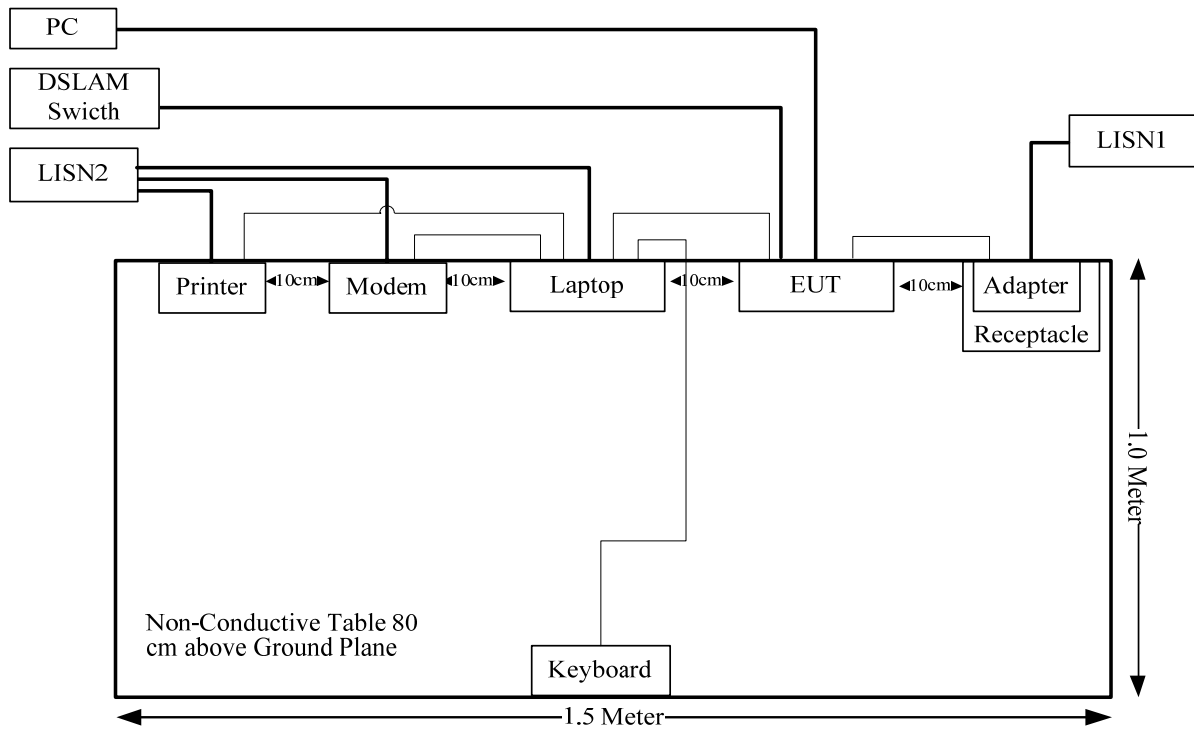 PC
DSLAM
Swicth
LISN2
LISN1
Printer
10cm
Modem
10cm
Laptop
10cm
EUT
10cm
Adapter
Receptacle
1.0 Meter
Non-Conductive Table 80
cm above Ground Plane
Keyboard
1.5 Meter